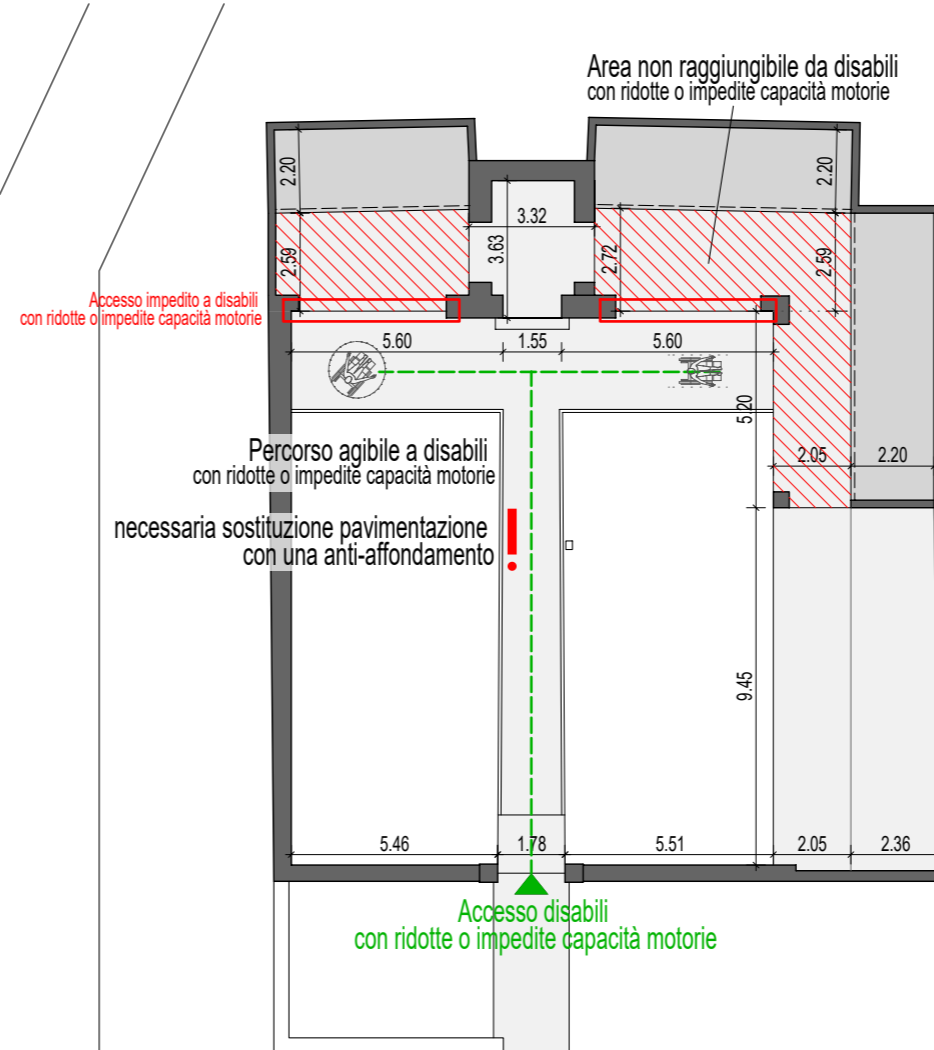 Area non raggiungibile da disabili
con ridotte o impedite capacità motorie
2.20
2.20
3.32
3.63
2.59
2.72
2.59
Accesso impedito a disabili
con ridotte o impedite capacità motorie
5.60
1.55
5.60
5.20
Percorso agibile a disabili
con ridotte o impedite capacità motorie
2.05
2.20
necessaria sostituzione pavimentazione
con una anti-affondamento
!
9.45
5.46
1.78
5.51
2.05
2.36
Accesso disabili
con ridotte o impedite capacità motorie